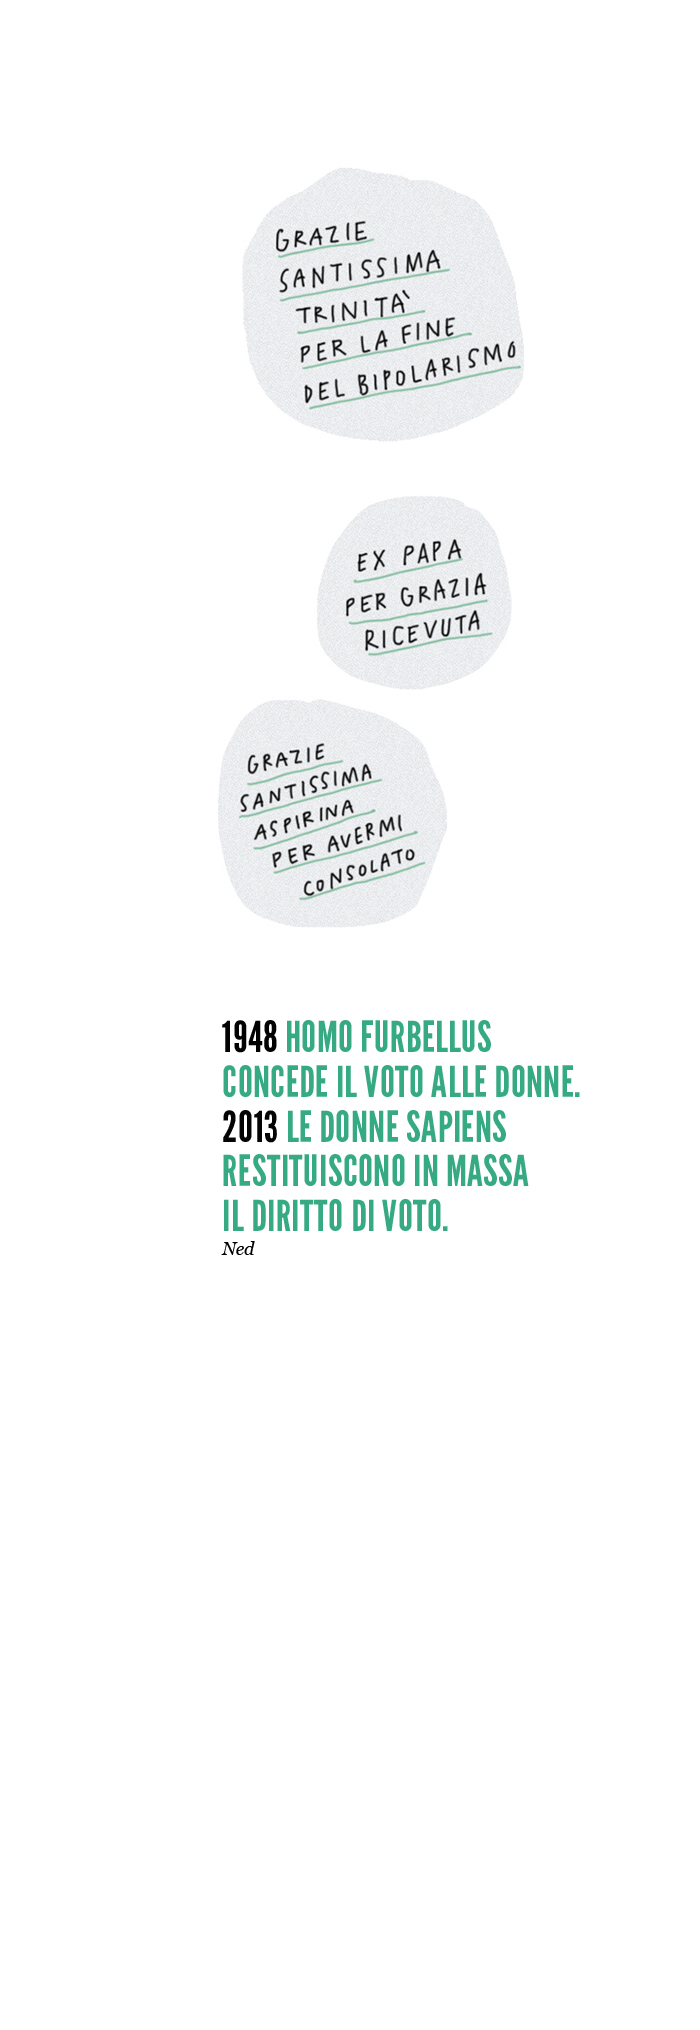 GRAZIE
SANTISSIMA
TRINITA'
PER LA FINE
DEL BIPOLARISMO
EX PAPA
PER GRAZIA
RICEVUTA
GRAZIE
SANTISSIMA
ASPIRINA
PER AVERMI
CONSOLATO
1948 HOMO FURBELLUS
CONCEDE IL VOTO ALLE DONNE.
2013 LE DONNE SAPIENS
RESTITUISCONO IN MASSA
IL DIRITTO DI VOTO.
Ned